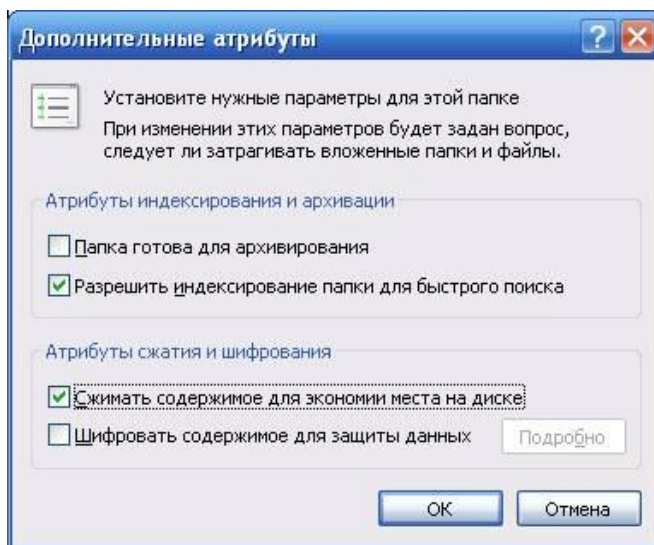 Дополнительные атрибуты
Установите нужные параметры для этой папке
При изменении этих параметров будет задан вопрос,
следует ли затрагивать вложенные папки и файлы.
Атрибуты индексирования и архивации
Папка готова для архивирования
Разрешить индексирование папки для быстрого поиска
Атрибуты сжатия и шифрования
Сжимать содержимое для экономии места на диске
Шифровать содержимое для защиты данных
Подробно
ОК
Отмена